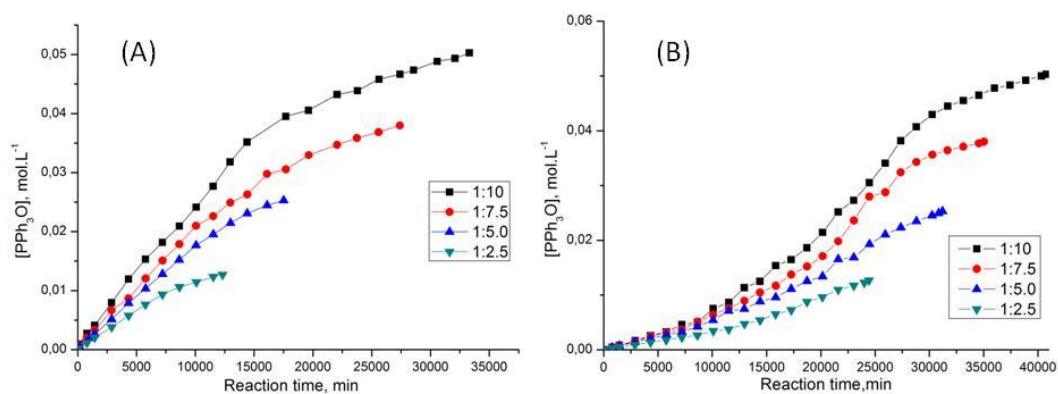 (A)
[PPh₃O], mol.L⁻¹
0,05
0,04
0,03
0,02
0,01
0,00
0 5000 10000 15000 20000 25000 30000 35000
Reaction time, min
1:10
1:7.5
1:5.0
1:2.5
(B)
[PPh₃O], mol.L⁻¹
0,06
0,04
0,02
0,00
0 5000 10000 15000 20000 25000 30000 35000 40000
Reaction time,min
1:10
1:7.5
1:5.0
1:2.5